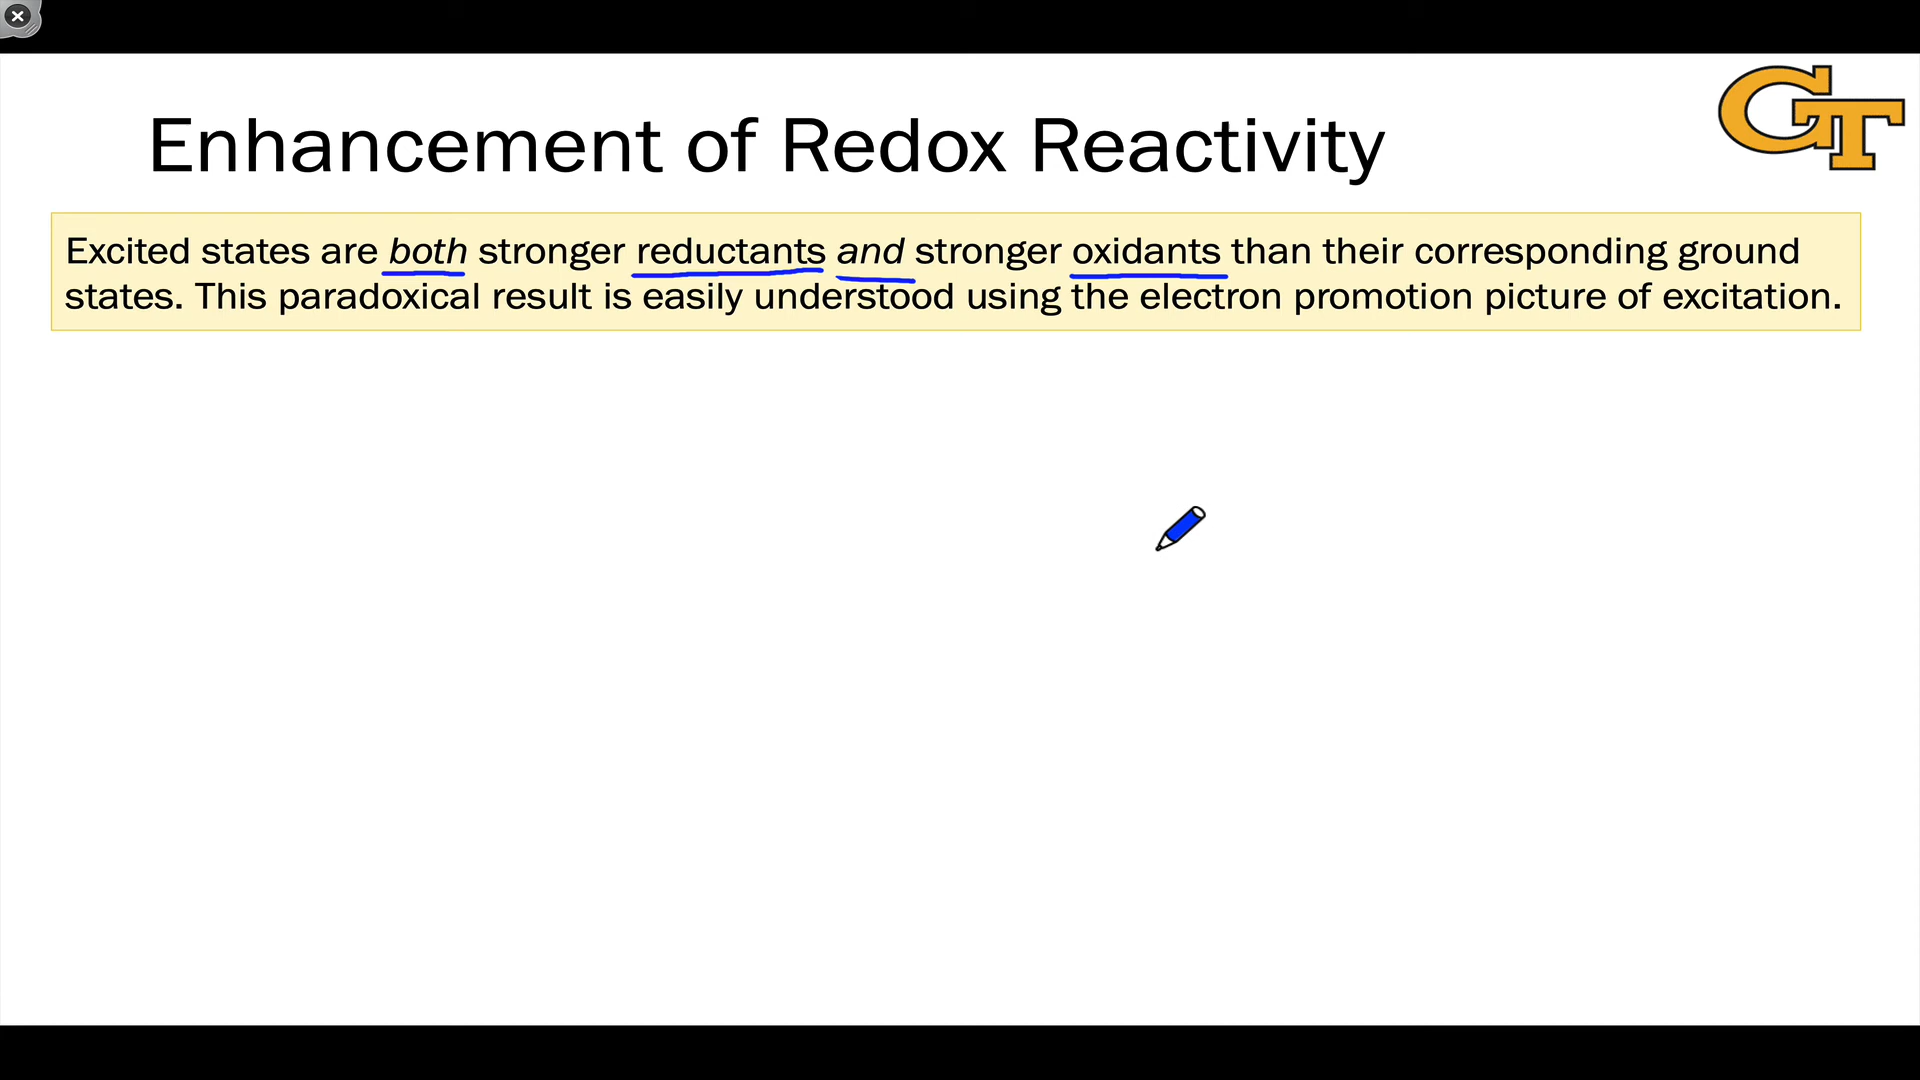 GT
Enhancement of Redox Reactivity
Excited states are both stronger reductants and stronger oxidants than their corresponding ground
states. This paradoxical result is easily understood using the electron promotion picture of excitation.